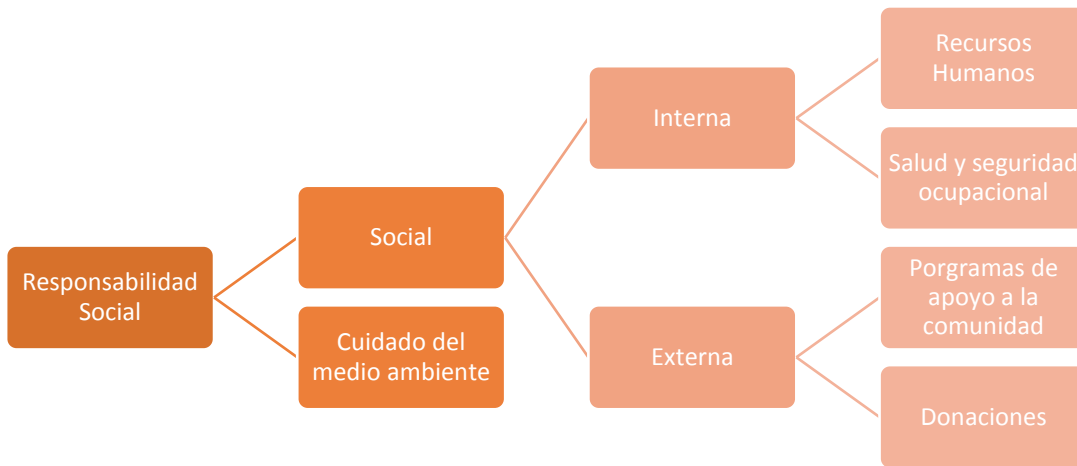 Responsabilidad
Social
Social
Cuidado del
medio ambiente
Interna
Externa
Recursos
Humanos
Salud y seguridad
ocupacional
Porgramas de
apoyo a la
comunidad
Donaciones